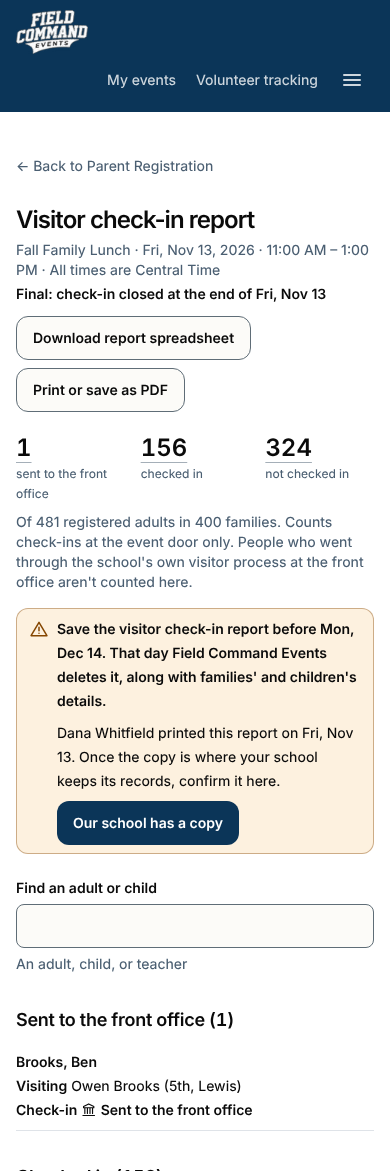 FIELD
COMMAND
EVENTS
My events Volunteer tracking
← Back to Parent Registration
Visitor check-in report
Fall Family Lunch · Fri, Nov 13, 2026 · 11:00 AM – 1:00
PM · All times are Central Time
Final: check-in closed at the end of Fri, Nov 13
Download report spreadsheet
Print or save as PDF
1 156 324
sent to the front checked in not checked in
office
Of 481 registered adults in 400 families. Counts
check-ins at the event door only. People who went
through the school's own visitor process at the front
office aren't counted here.
Save the visitor check-in report before Mon,
Dec 14. That day Field Command Events
deletes it, along with families' and children's
details.
Dana Whitfield printed this report on Fri, Nov
13. Once the copy is where your school
keeps its records, confirm it here.
Our school has a copy
Find an adult or child
An adult, child, or teacher
Sent to the front office (1)
Brooks, Ben
Visiting Owen Brooks (5th, Lewis)
Check-in Sent to the front office